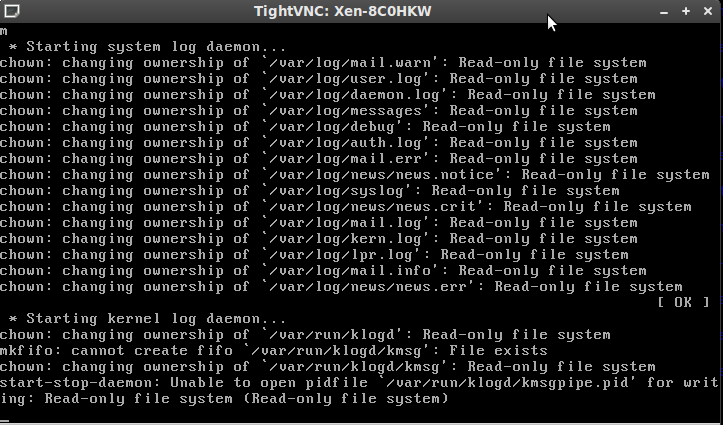 TightVNC: Xen-8C0HKW
m
 * Starting system log daemon...
chown: changing ownership of `/var/log/mail.warn': Read-only file system
chown: changing ownership of `/var/log/user.log': Read-only file system
chown: changing ownership of `/var/log/daemon.log': Read-only file system
chown: changing ownership of `/var/log/messages': Read-only file system
chown: changing ownership of `/var/log/debug': Read-only file system
chown: changing ownership of `/var/log/auth.log': Read-only file system
chown: changing ownership of `/var/log/mail.err': Read-only file system
chown: changing ownership of `/var/log/news/news.notice': Read-only file system
chown: changing ownership of `/var/log/syslog': Read-only file system
chown: changing ownership of `/var/log/news/news.crit': Read-only file system
chown: changing ownership of `/var/log/mail.log': Read-only file system
chown: changing ownership of `/var/log/kern.log': Read-only file system
chown: changing ownership of `/var/log/lpr.log': Read-only file system
chown: changing ownership of `/var/log/mail.info': Read-only file system
chown: changing ownership of `/var/log/news/news.err': Read-only file system
[ OK ]
 * Starting kernel log daemon...
chown: changing ownership of `/var/run/klogd': Read-only file system
mkfifo: cannot create fifo `/var/run/klogd/kmsg': File exists
chown: changing ownership of `/var/run/klogd/kmsg': Read-only file system
start-stop-daemon: Unable to open pidfile `/var/run/klogd/kmsgpipe.pid' for writ
ing: Read-only file system (Read-only file system)